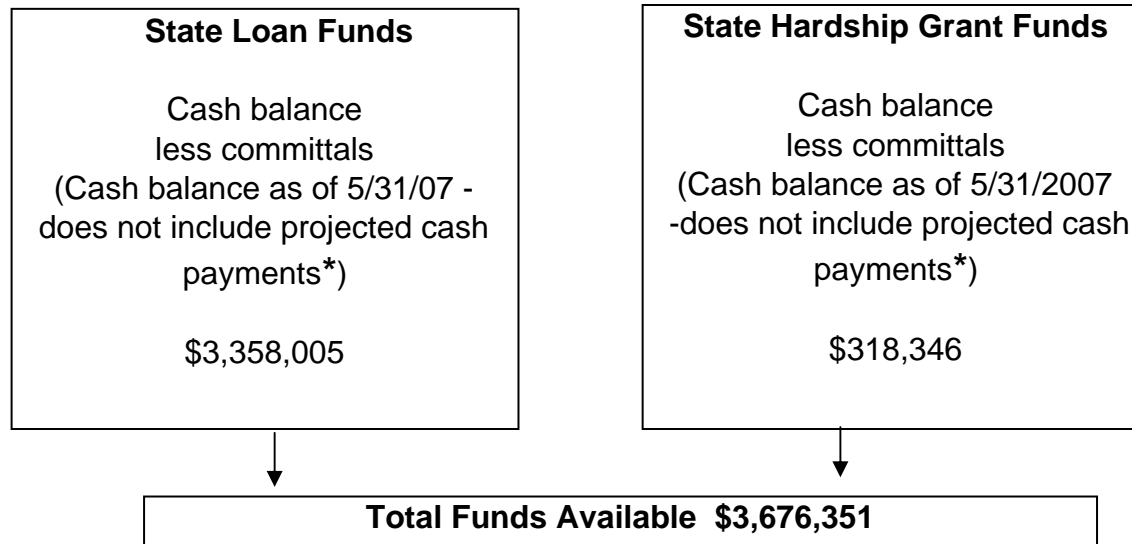 State Loan Funds
Cash balance
less committals
(Cash balance as of 5/31/07 -
does not include projected cash
payments*)
$3,358,005
State Hardship Grant Funds
Cash balance
less committals
(Cash balance as of 5/31/2007
-does not include projected cash
payments*)
$318,346
Total Funds Available $3,676,351